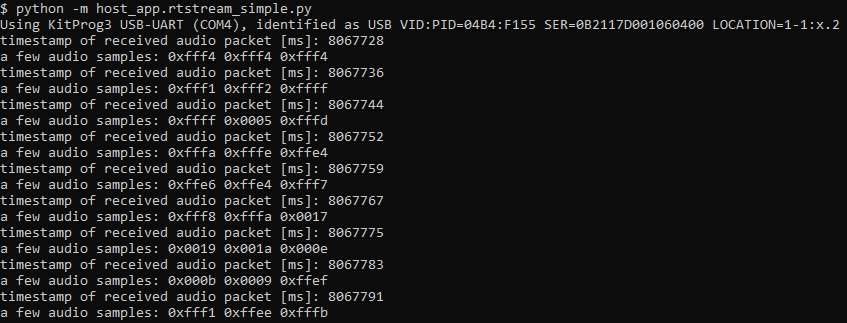 $ python -m host_app.rtstream_simple.py
Using KitProg3 USB-UART (COM4), identified as USB VID:PID=04B4:F155 SER=0B2117D001060400 LOCATION=1-1:x.2
timestamp of received audio packet [ms]: 8067728
a few audio samples: 0xfff4 0xfff4 0xfff4
timestamp of received audio packet [ms]: 8067736
a few audio samples: 0xfff1 0xfff2 0xffff
timestamp of received audio packet [ms]: 8067744
a few audio samples: 0xffff 0x0005 0xfffd
timestamp of received audio packet [ms]: 8067752
a few audio samples: 0xfffa 0xfffe 0xffe4
timestamp of received audio packet [ms]: 8067759
a few audio samples: 0xffe6 0xffe4 0xfff7
timestamp of received audio packet [ms]: 8067767
a few audio samples: 0xfff8 0xfffa 0x0017
timestamp of received audio packet [ms]: 8067775
a few audio samples: 0x0019 0x001a 0x000e
timestamp of received audio packet [ms]: 8067783
a few audio samples: 0x000b 0x0009 0xffef
timestamp of received audio packet [ms]: 8067791
a few audio samples: 0xfff1 0xffee 0xfffb